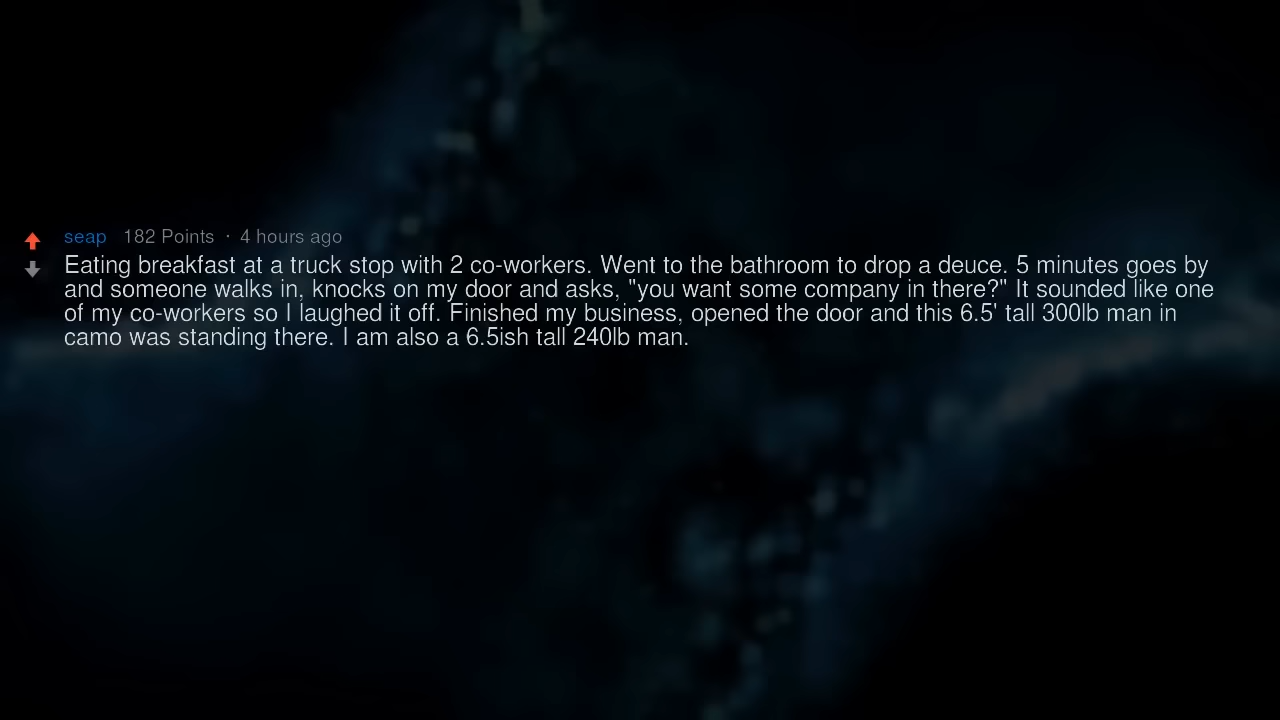 seap 182 Points · 4 hours ago
Eating breakfast at a truck stop with 2 co-workers. Went to the bathroom to drop a deuce. 5 minutes goes by
and someone walks in, knocks on my door and asks, "you want some company in there?" It sounded like one
of my co-workers so I laughed it off. Finished my business, opened the door and this 6.5' tall 300lb man in
camo was standing there. I am also a 6.5ish tall 240lb man.